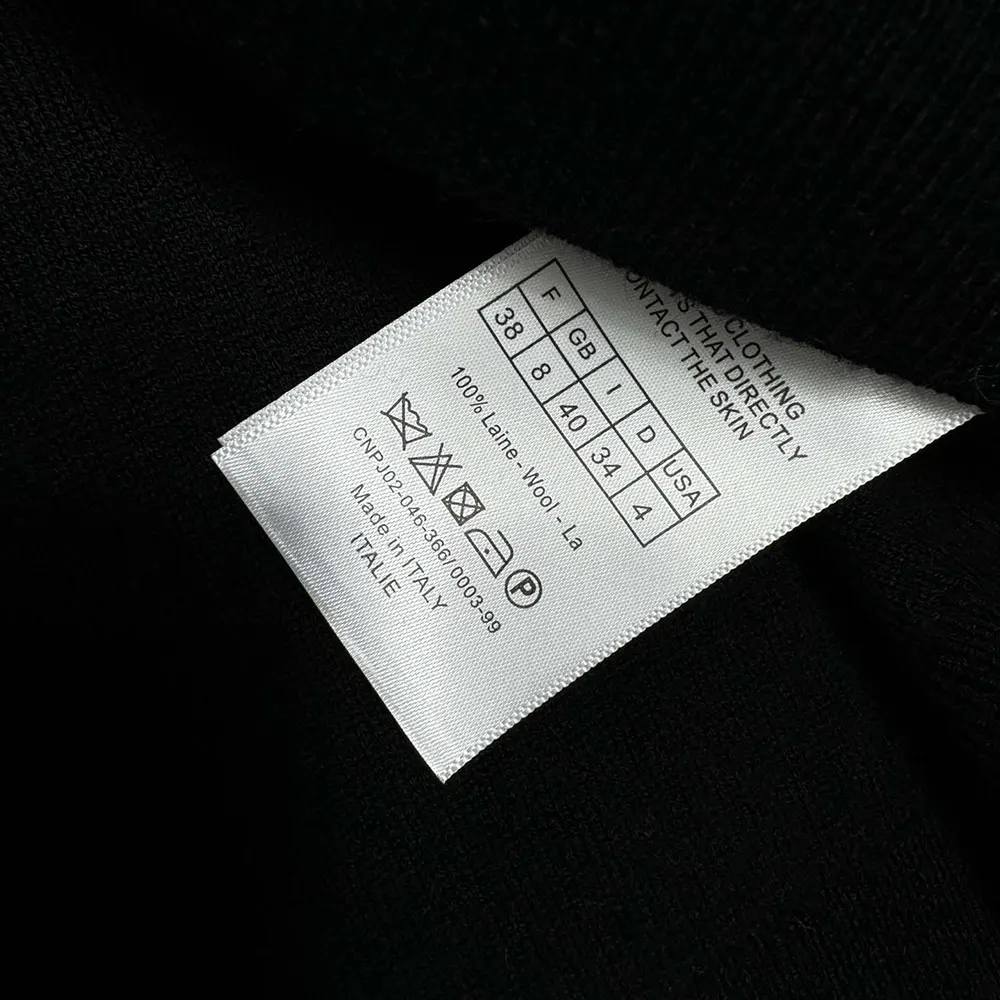 CLOTHING
THAT DIRECTLY
THE SKIN
F GB I D USA
38 8 40 34 4
100% Laine - Wool - La
P
CNPJ02-046-366/0003-99
Made in ITALY
ITALIE